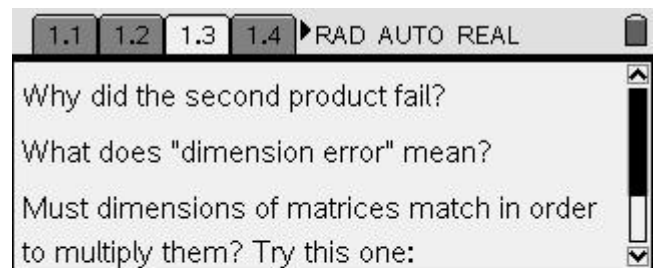 1.1 1.2 1.3 1.4 RAD AUTO REAL
Why did the second product fail?
What does "dimension error" mean?
Must dimensions of matrices match in order
to multiply them? Try this one: